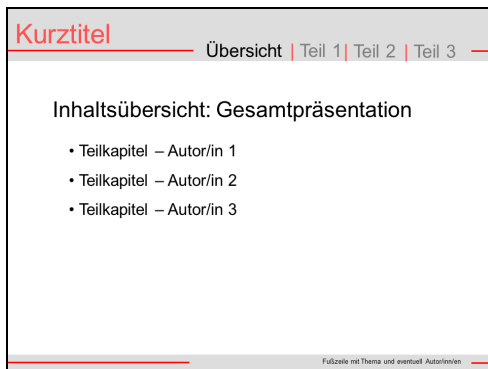 Kurztitel
Übersicht | Teil 1 | Teil 2 | Teil 3
Inhaltsübersicht: Gesamtpräsentation
• Teilkapitel – Autor/in 1
• Teilkapitel – Autor/in 2
• Teilkapitel – Autor/in 3
Fußzeile mit Thema und eventuell Autor/inn/en